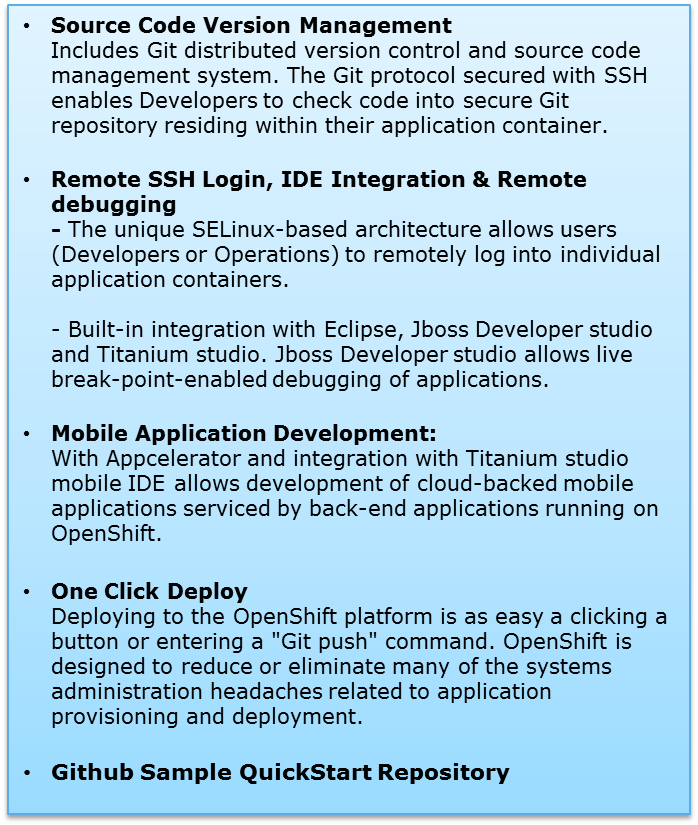 • Source Code Version Management
Includes Git distributed version control and source code
management system. The Git protocol secured with SSH
enables Developers to check code into secure Git
repository residing within their application container.
• Remote SSH Login, IDE Integration & Remote
debugging
- The unique SELinux-based architecture allows users
(Developers or Operations) to remotely log into individual
application containers.
- Built-in integration with Eclipse, Jboss Developer studio
and Titanium studio. Jboss Developer studio allows live
break-point-enabled debugging of applications.
• Mobile Application Development:
With Appcelerator and integration with Titanium studio
mobile IDE allows development of cloud-backed mobile
applications serviced by back-end applications running on
OpenShift.
• One Click Deploy
Deploying to the OpenShift platform is as easy a clicking a
button or entering a "Git push" command. OpenShift is
designed to reduce or eliminate many of the systems
administration headaches related to application
provisioning and deployment.
• Github Sample QuickStart Repository